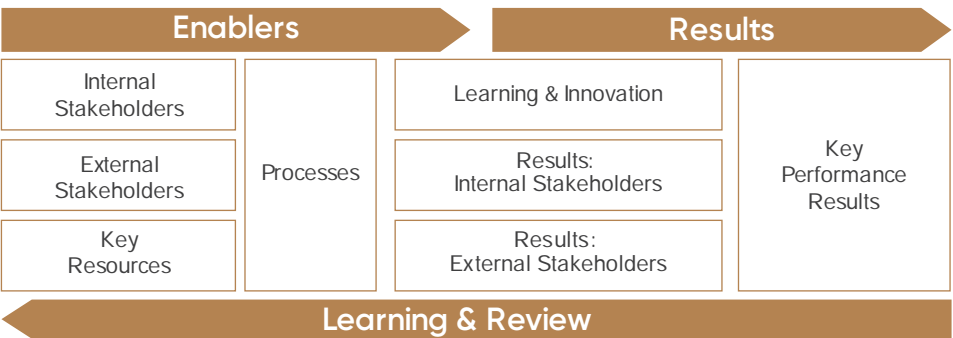 Enablers
Results
Internal
Stakeholders
External
Stakeholders
Key
Resources
Processes
Learning & Innovation
Results:
Internal Stakeholders
Results:
External Stakeholders
Key
Performance
Results
Learning & Review